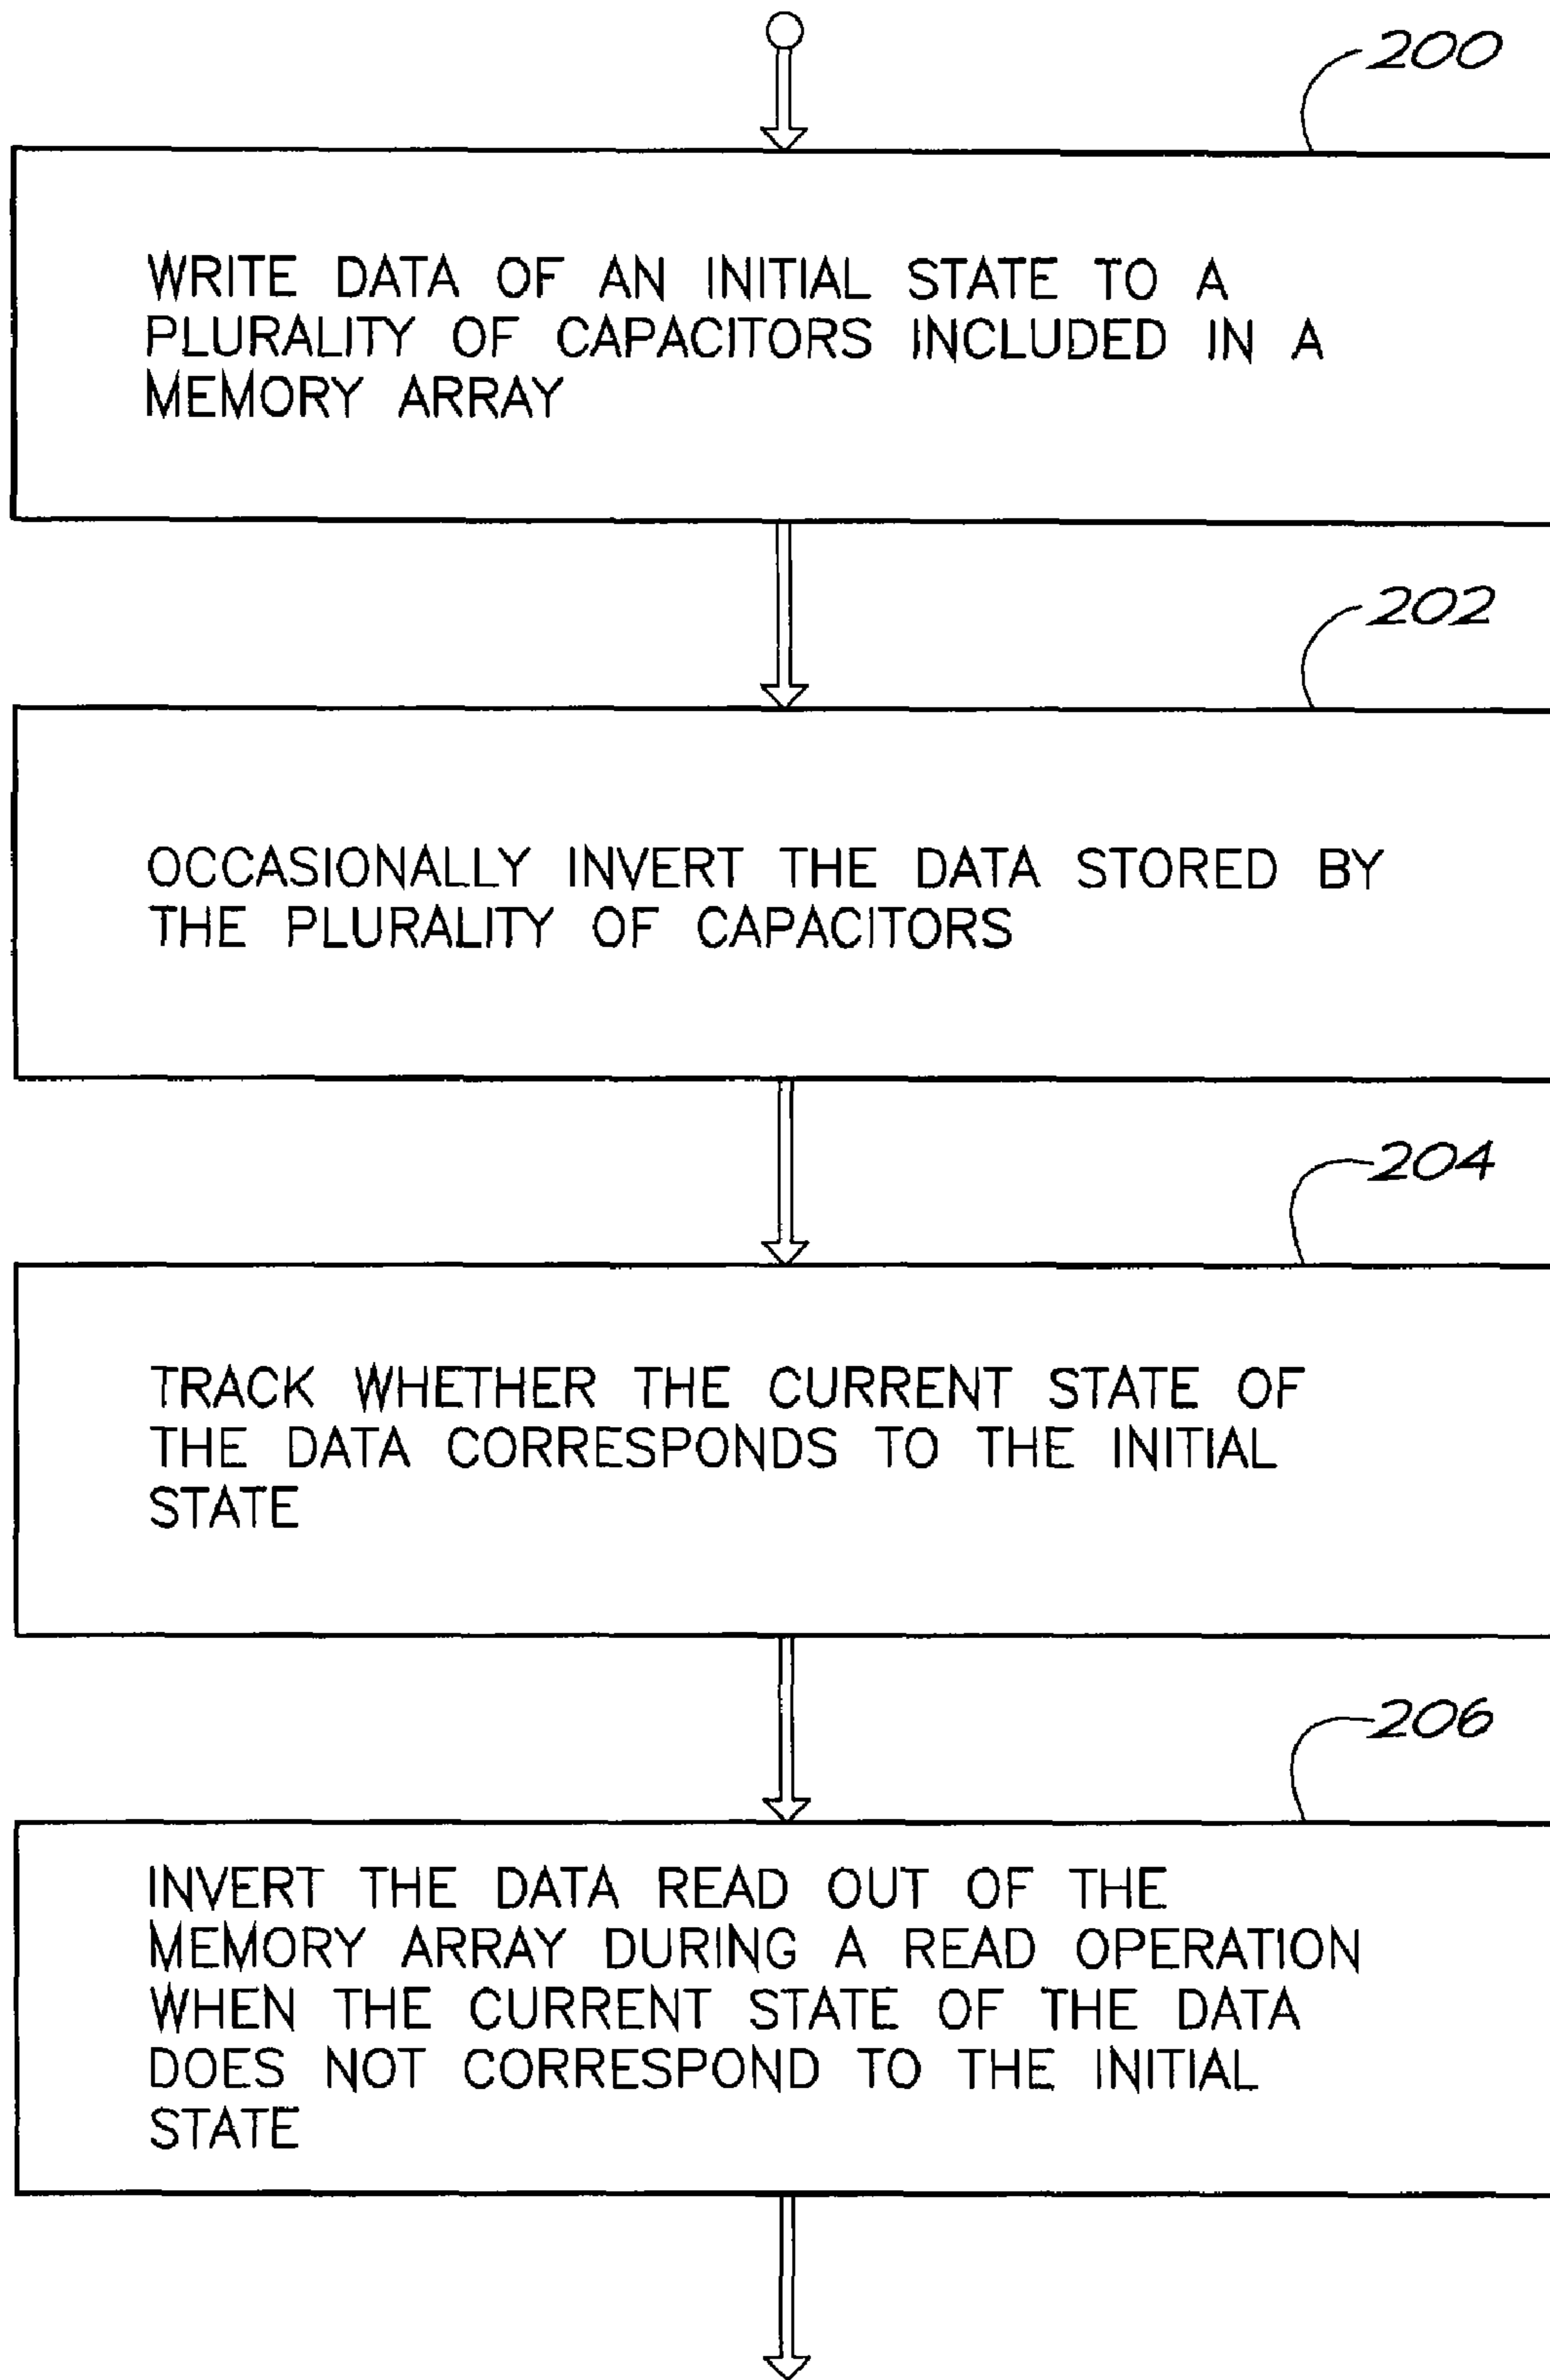 200
WRITE DATA OF AN INITIAL STATE TO A
PLURALITY OF CAPACITORS INCLUDED IN A
MEMORY ARRAY
202
OCCASIONALLY INVERT THE DATA STORED BY
THE PLURALITY OF CAPACITORS
204
TRACK WHETHER THE CURRENT STATE OF
THE DATA CORRESPONDS TO THE INITIAL
STATE
206
INVERT THE DATA READ OUT OF THE
MEMORY ARRAY DURING A READ OPERATION
WHEN THE CURRENT STATE OF THE DATA
DOES NOT CORRESPOND TO THE INITIAL
STATE